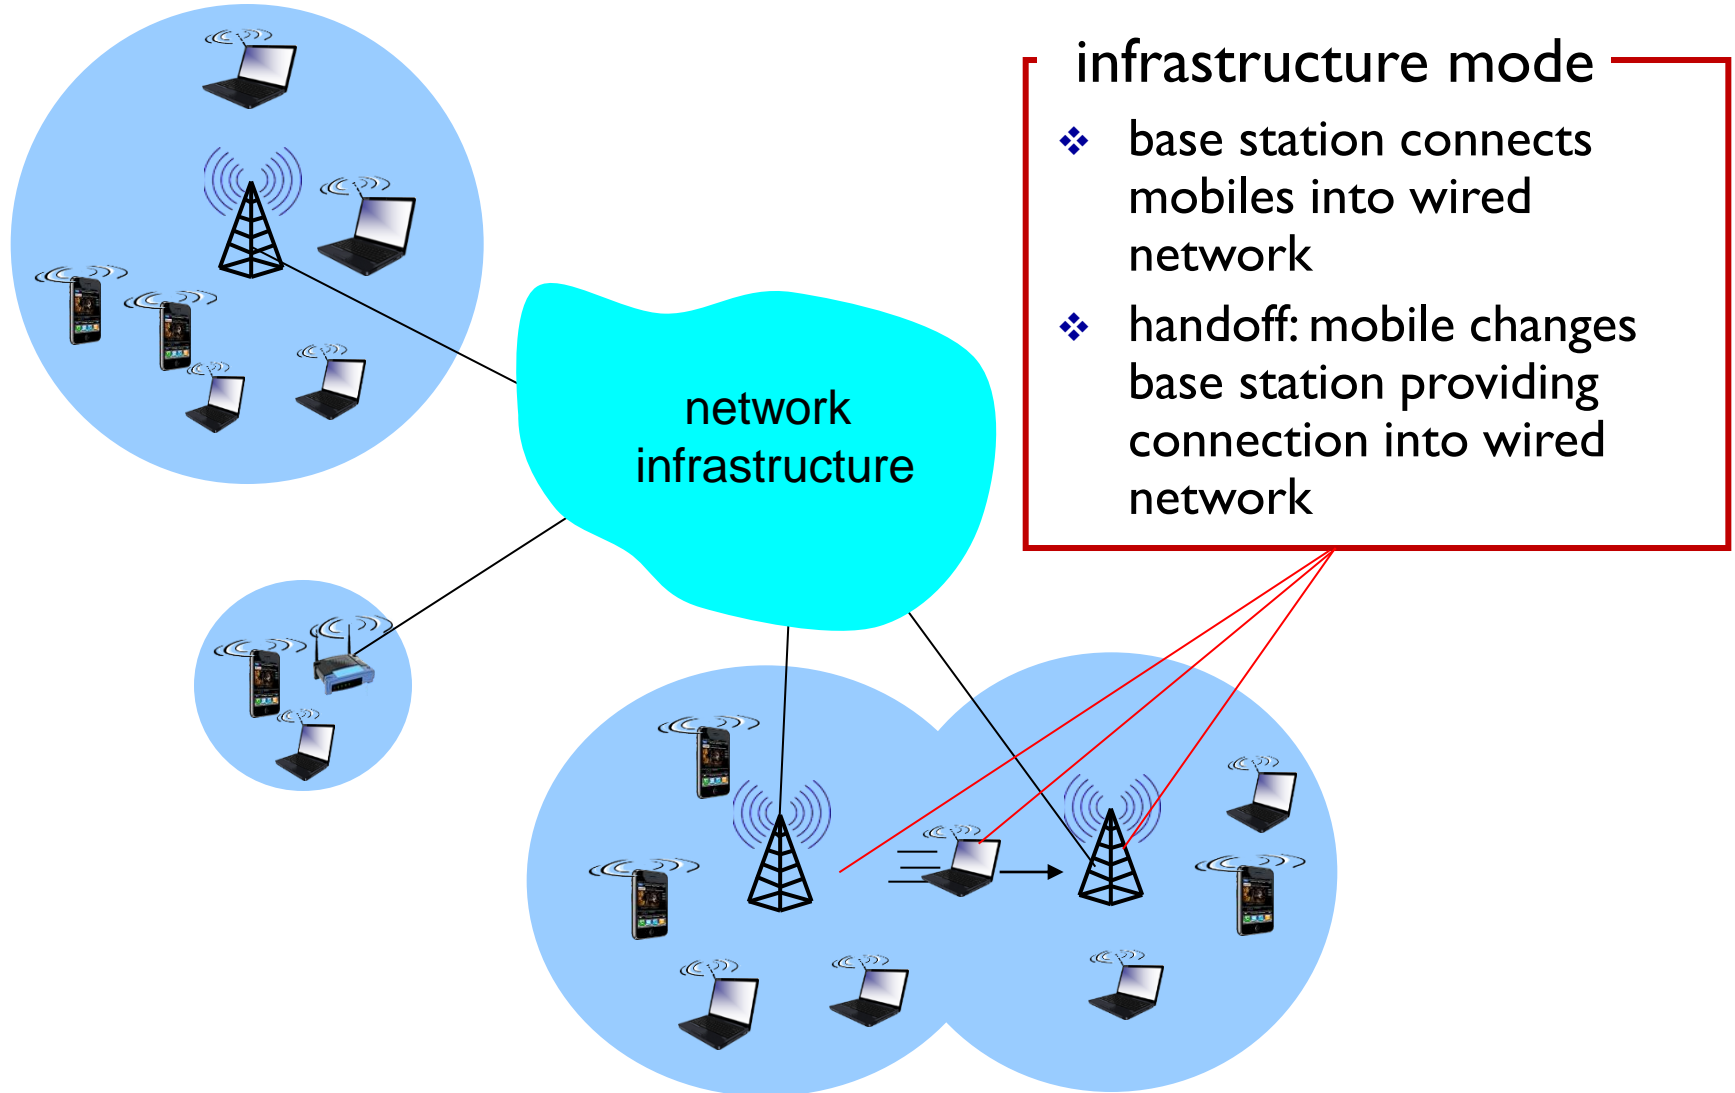 infrastructure mode
base station connects
mobiles into wired
network
handoff: mobile changes
base station providing
connection into wired
network
network
infrastructure